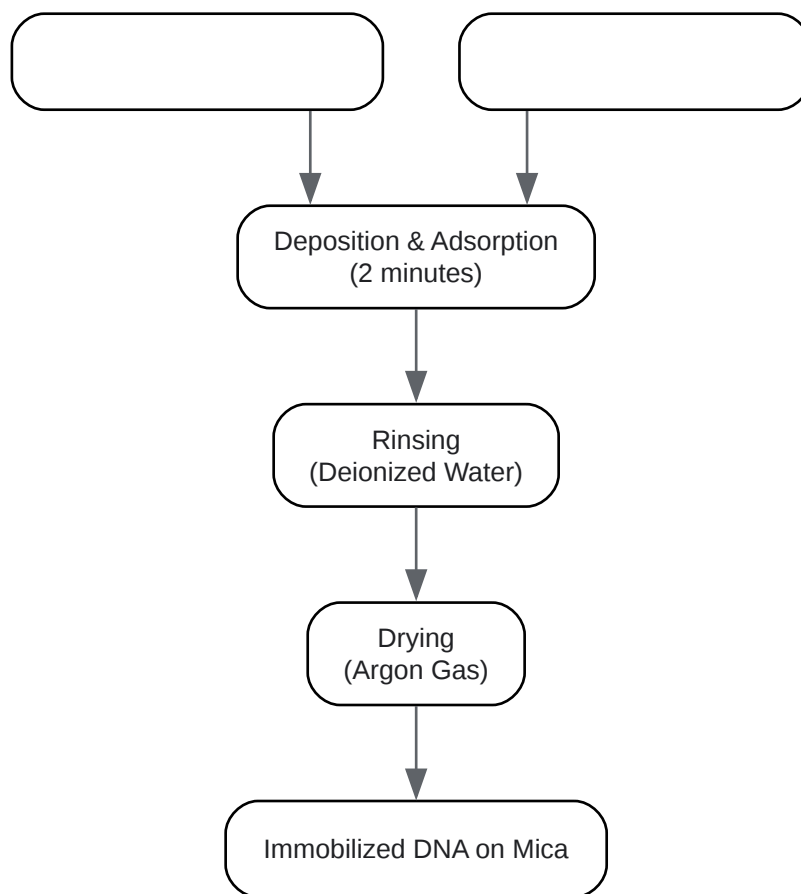 Deposition & Adsorption
(2 minutes)
Rinsing
(Deionized Water)
Drying
(Argon Gas)
Immobilized DNA on Mica